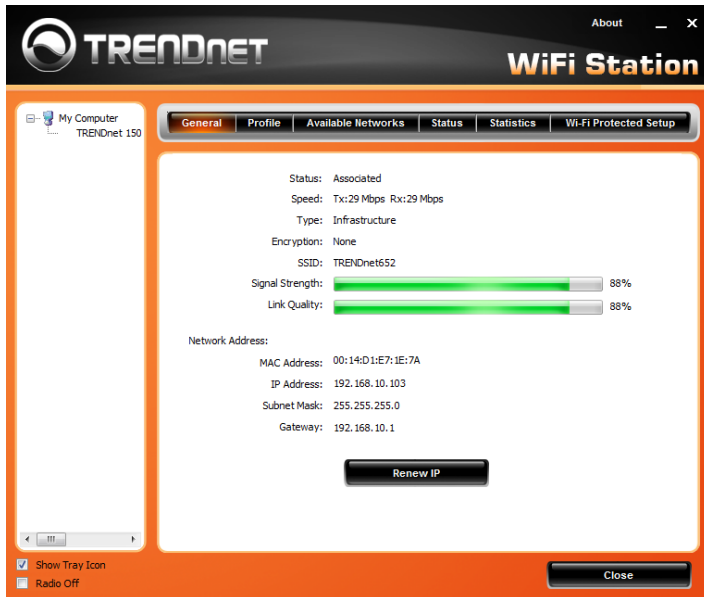 About
TRENDnet
WiFi Station
My Computer
TRENDnet 150
General Profile Available Networks Status Statistics Wi-Fi Protected Setup
Status: Associated
Speed: Tx:29 Mbps Rx:29 Mbps
Type: Infrastructure
Encryption: None
SSID: TRENDnet652
Signal Strength: 88%
Link Quality: 88%
Network Address:
MAC Address: 00:14:D1:E7:1E:7A
IP Address: 192.168.10.103
Subnet Mask: 255.255.255.0
Gateway: 192.168.10.1
Renew IP
Show Tray Icon
Radio Off
Close